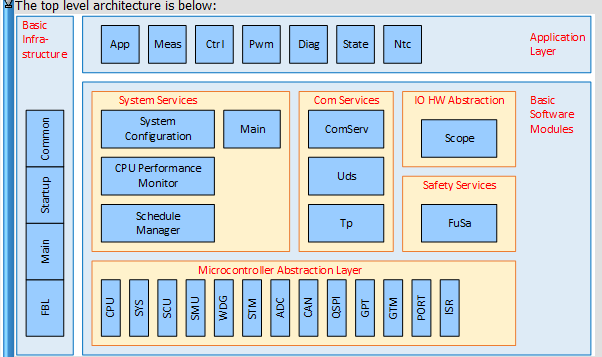 The top level architecture is below:
Basic
Infra-
structure
Common
Startup
Main
FBL
App
Meas
Ctrl
Pwm
Diag
State
Ntc
Application
Layer
System Services
System
Configuration
Main
CPU Performance
Monitor
Schedule
Manager
Com Services
ComServ
Uds
Tp
IO HW Abstraction
Scope
Safety Services
FuSa
Basic
Software
Modules
Microcontroller Abstraction Layer
CPU
SYS
SCU
SMU
WDG
STM
ADC
CAN
QSPI
GPT
GTM
PORT
ISR